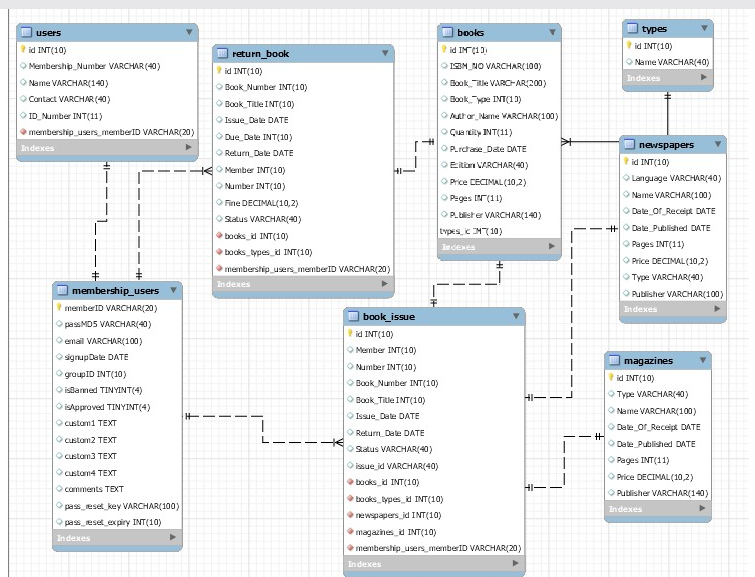 users
id INT(10)
Membership_Number VARCHAR(40)
Name VARCHAR(140)
Contact VARCHAR(40)
ID_Number INT(11)
membership_users_memberID VARCHAR(20)
Indexes
return_book
id INT(10)
Book_Number INT(10)
Book_Title INT(10)
Issue_Date DATE
Due_Date INT(10)
Return_Date DATE
Member INT(10)
Number INT(10)
Fine DECIMAL(10,2)
Status VARCHAR(40)
books_id INT(10)
books_types_id INT(10)
membership_users_memberID VARCHAR(20)
Indexes
books
id INT(10)
ISBN_NO VARCHAR(100)
Book_Title VARCHAR(200)
Book_Type INT(10)
Author_Name VARCHAR(100)
Quantity INT(11)
Purchase_Date DATE
Edition VARCHAR(40)
Price DECIMAL(10,2)
Pages INT(11)
Publisher VARCHAR(140)
types_id INT(10)
Indexes
types
id INT(10)
Name VARCHAR(40)
Indexes
newspapers
id INT(10)
Language VARCHAR(40)
Name VARCHAR(100)
Date_Of_Receipt DATE
Date_Published DATE
Pages INT(11)
Price DECIMAL(10,2)
Type VARCHAR(40)
Publisher VARCHAR(100)
Indexes
membership_users
memberID VARCHAR(20)
passMD5 VARCHAR(40)
email VARCHAR(100)
signupDate DATE
groupID INT(10)
isBanned TINYINT(4)
isApproved TINYINT(4)
custom1 TEXT
custom2 TEXT
custom3 TEXT
custom4 TEXT
comments TEXT
pass_reset_key VARCHAR(100)
pass_reset_expiry INT(10)
Indexes
book_issue
id INT(10)
Member INT(10)
Number INT(10)
Book_Number INT(10)
Book_Title INT(10)
Issue_Date DATE
Return_Date DATE
Status VARCHAR(40)
issue_id VARCHAR(40)
books_id INT(10)
books_types_id INT(10)
newspapers_id INT(10)
magazines_id INT(10)
membership_users_memberID VARCHAR(20)
Indexes
magazines
id INT(10)
Type VARCHAR(40)
Name VARCHAR(100)
Date_Of_Receipt DATE
Date_Published DATE
Pages INT(11)
Price DECIMAL(10,2)
Publisher VARCHAR(140)
Indexes